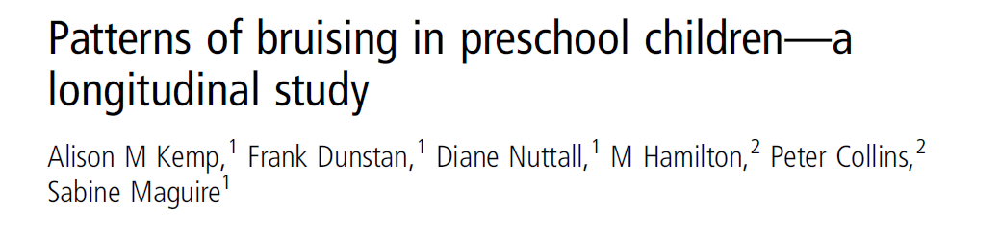 Patterns of bruising in preschool children—a
longitudinal study
Alison M Kemp,¹ Frank Dunstan,¹ Diane Nuttall,¹ M Hamilton,² Peter Collins,²
Sabine Maguire¹